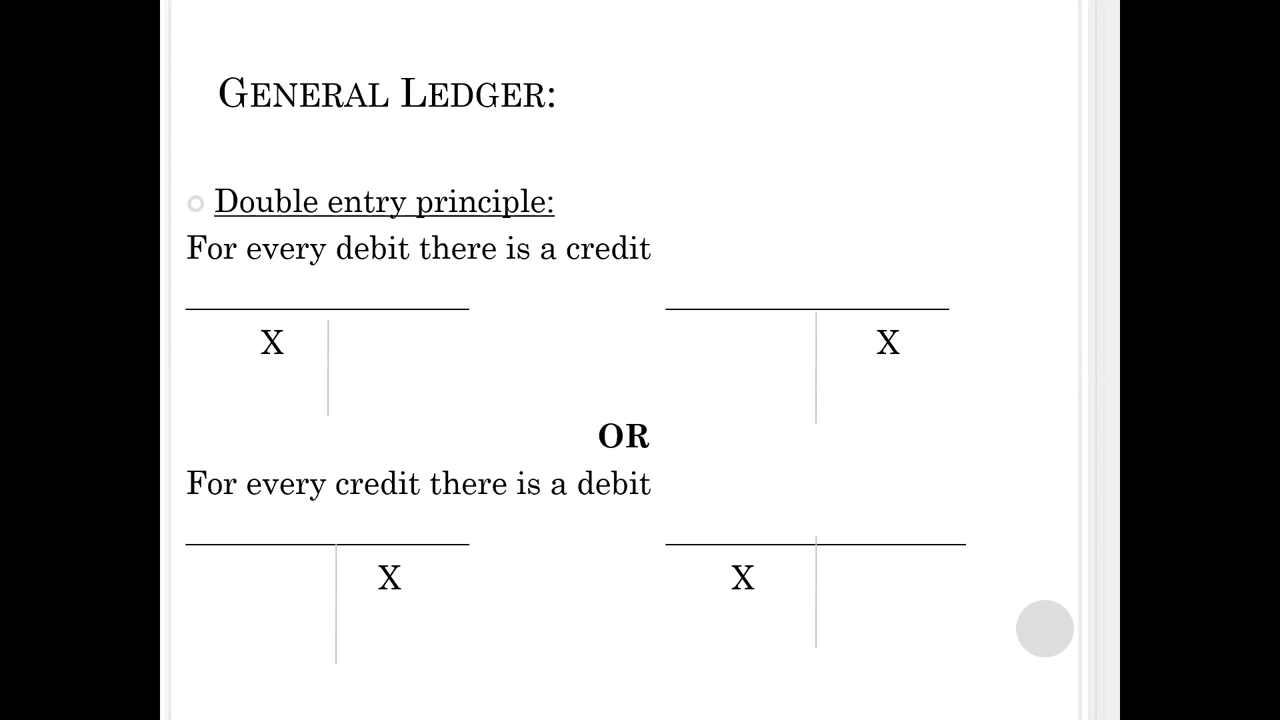 GENERAL LEDGER:
Double entry principle:
For every debit there is a credit
X X
OR
For every credit there is a debit
X X